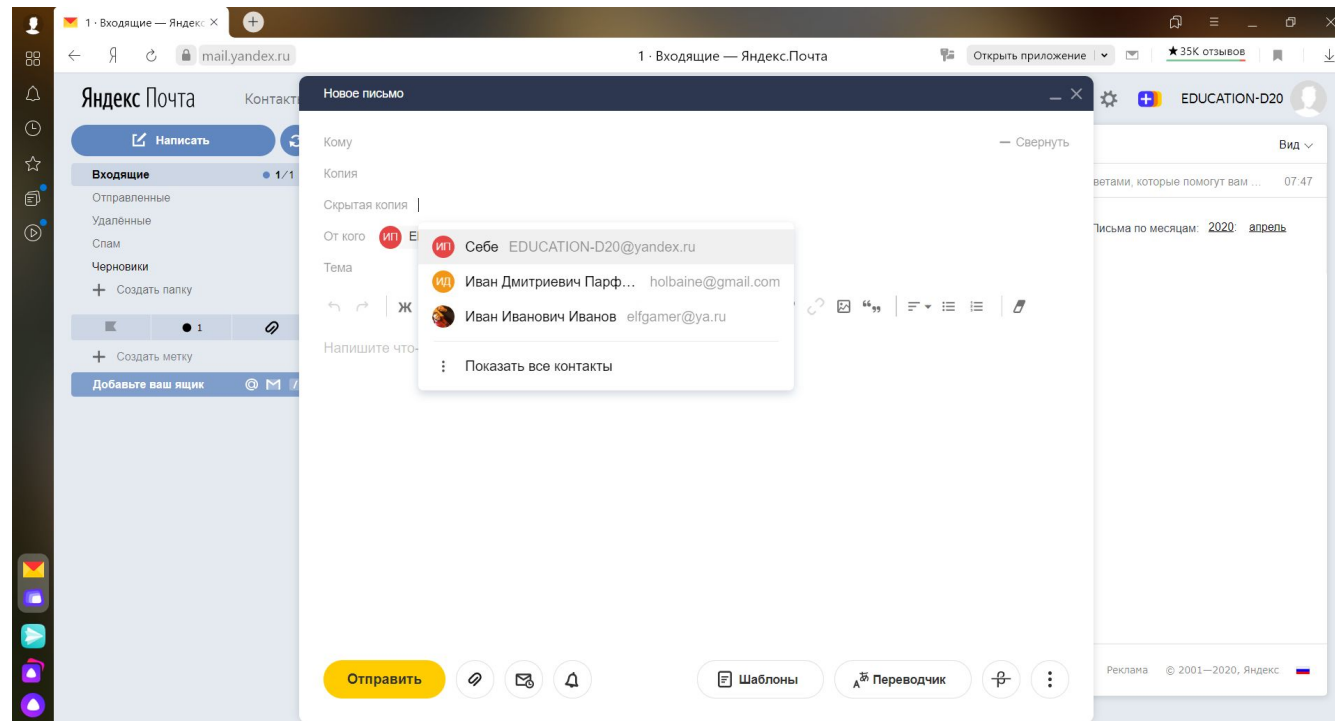 1 · Входящие — Яндекс
mail.yandex.ru
1 · Входящие — Яндекс.Почта
Открыть приложение
★35K отзывов
Яндекс Почта
EDUCATION-D20
Написать
Входящие 1/1
Отправленные
Удалённые
Спам
Черновики
+ Создать папку
1
+ Создать метку
Добавьте ваш ящик
Новое письмо
Кому
— Свернуть
Копия
Скрытая копия
От кого ИП
Тема
Ж
Напишите
ИП Себе EDUCATION-D20@yandex.ru
ИД Иван Дмитриевич Парф... holbaine@gmail.com
Иван Иванович Иванов elfgamer@ya.ru
Показать все контакты
Отправить
Шаблоны
Переводчик
Вид
которые помогут вам ... 07:47
Письма по месяцам: 2020: апрель
Реклама © 2001—2020, Яндекс